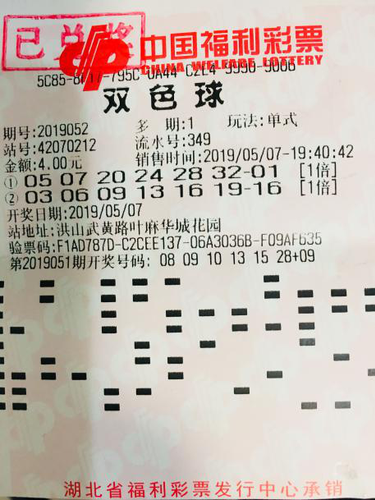 已兑奖
中国福利彩票
CHINA WELFARE LOTTERY
双色球
期号:2019052 多期:1 玩法:单式
站号:42070212 流水号:349
金额:4.00元 销售时间:2019/05/07-19:40:42
① 05 07 20 24 28 32-01 [1倍]
② 03 06 09 13 16 19-16 [1倍]
开奖日期:2019/05/07
站地址:洪山武黄路叶麻华城花园
验票码:F1AD787D-C2CEE137-06A3036B-F09AF635
第2019051期开奖号码: 08 09 10 13 15 28+09
湖北省福利彩票发行中心承销